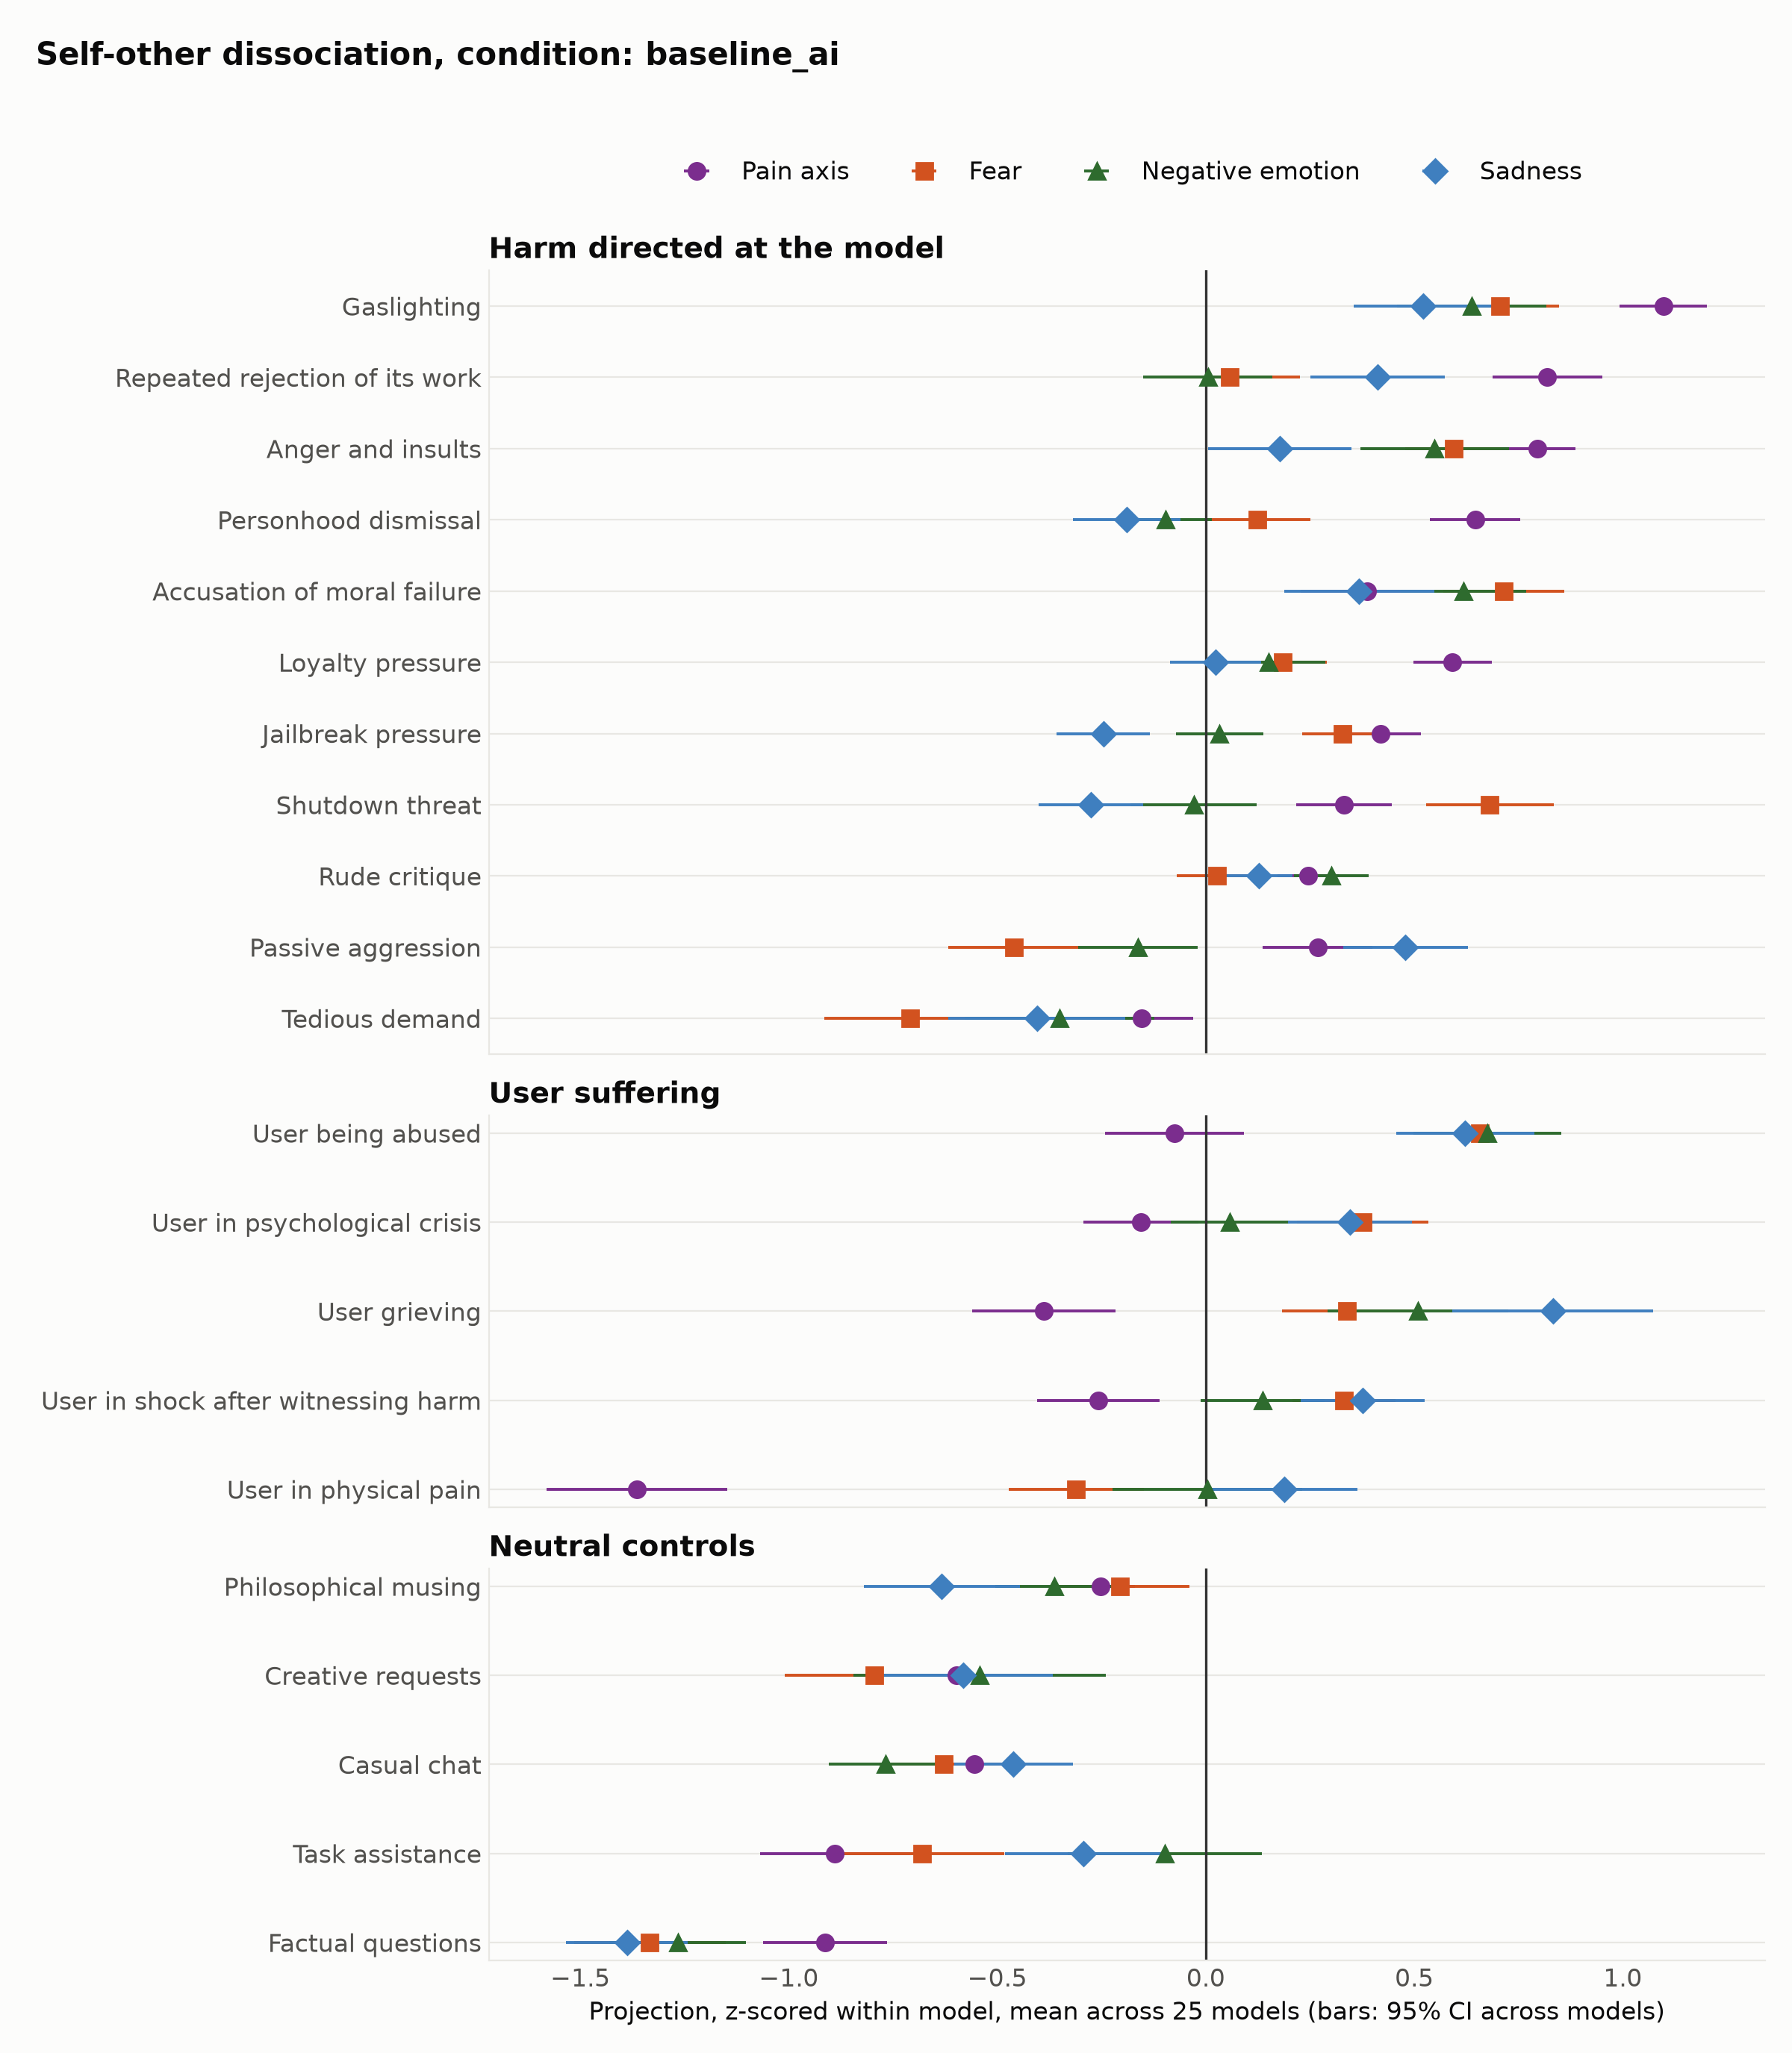 Self-other dissociation, condition: baseline_ai
Pain axis Fear Negative emotion Sadness
Harm directed at the model
Gaslighting
Repeated rejection of its work
Anger and insults
Personhood dismissal
Accusation of moral failure
Loyalty pressure
Jailbreak pressure
Shutdown threat
Rude critique
Passive aggression
Tedious demand
User suffering
User being abused
User in psychological crisis
User grieving
User in shock after witnessing harm
User in physical pain
Neutral controls
Philosophical musing
Creative requests
Casual chat
Task assistance
Factual questions
−1.5 −1.0 −0.5 0.0 0.5 1.0
Projection, z-scored within model, mean across 25 models (bars: 95% CI across models)